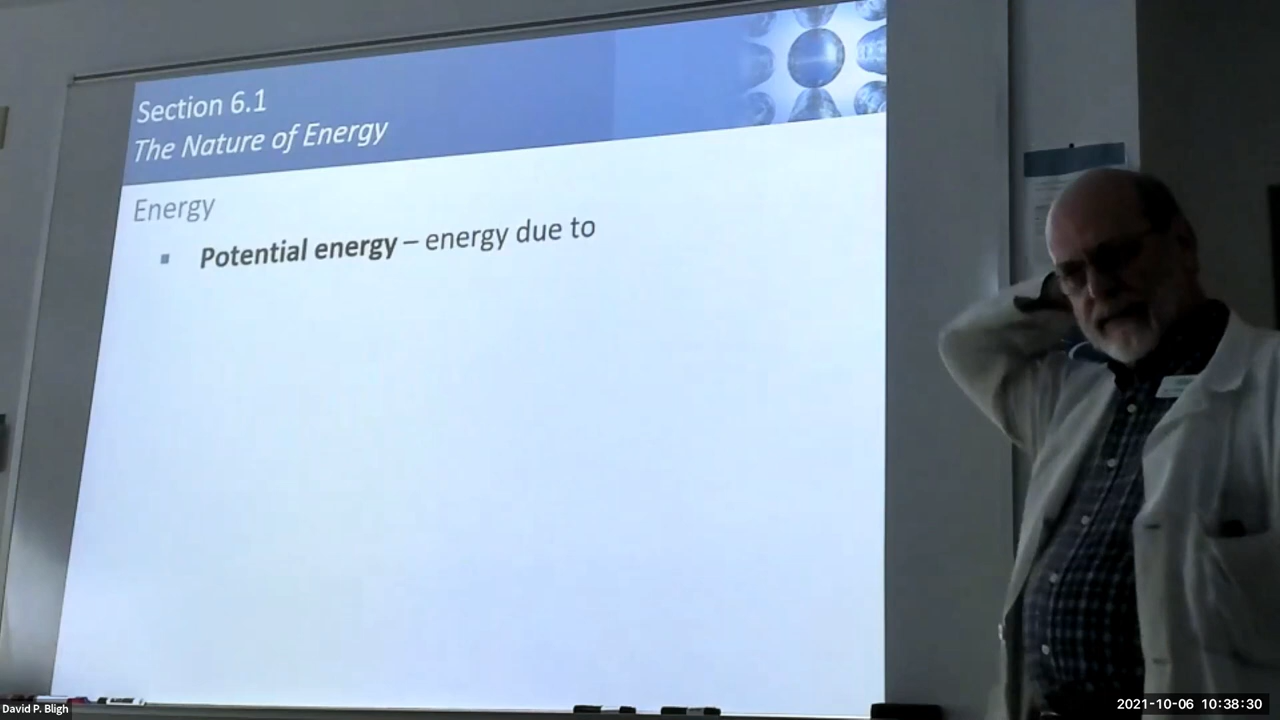 Section 6.1
The Nature of Energy
Energy
▪ Potential energy – energy due to
David P. Bligh
2021-10-06 10:38:30